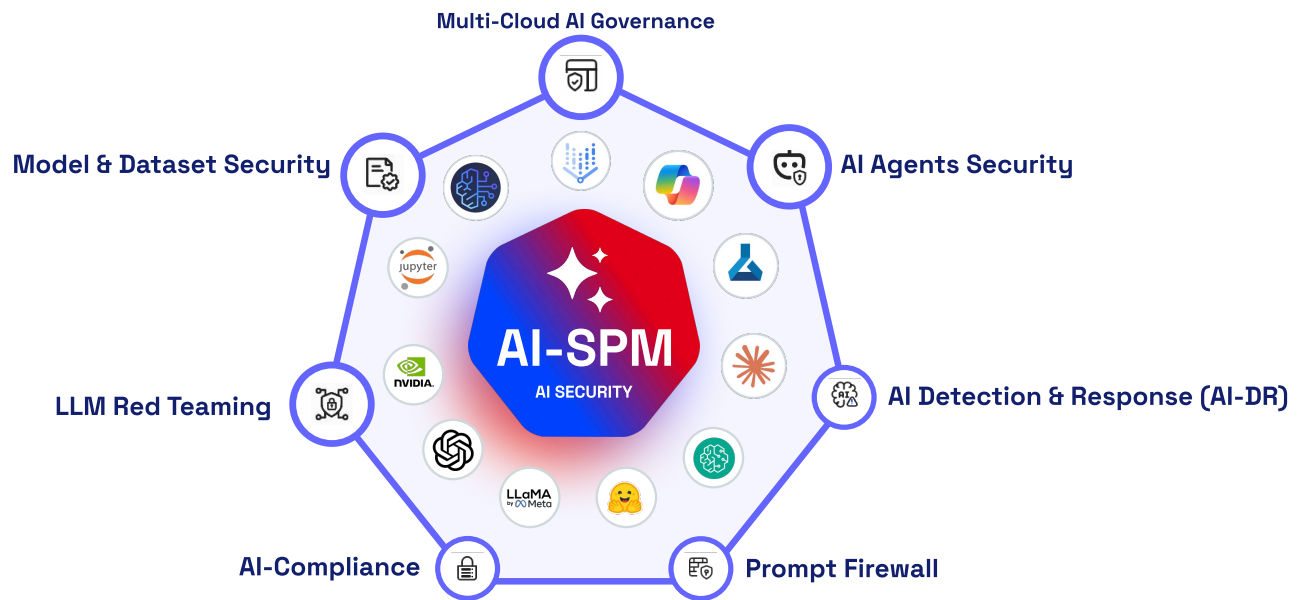 Multi-Cloud AI Governance
Model & Dataset Security
AI Agents Security
jupyter
AI-SPM
AI SECURITY
NVIDIA.
LLM Red Teaming
AI
AI Detection & Response (AI-DR)
LLaMA
by Meta
AI-Compliance
Prompt Firewall